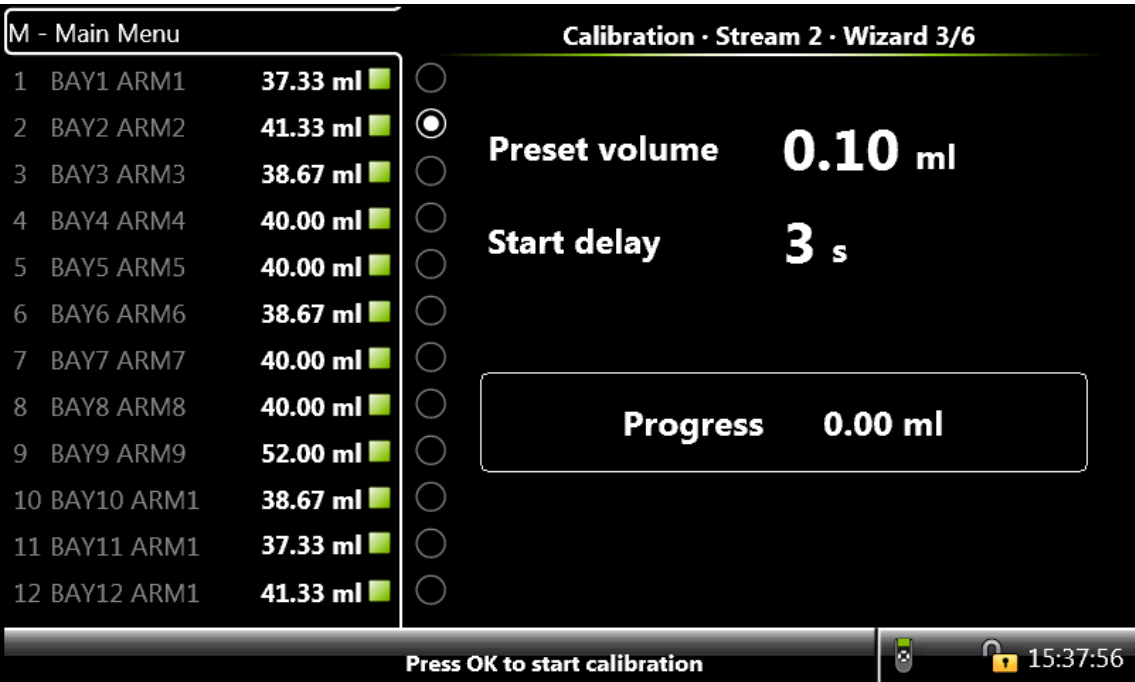 M - Main Menu
1 BAY1 ARM1 37.33 ml
2 BAY2 ARM2 41.33 ml
3 BAY3 ARM3 38.67 ml
4 BAY4 ARM4 40.00 ml
5 BAY5 ARM5 40.00 ml
6 BAY6 ARM6 38.67 ml
7 BAY7 ARM7 40.00 ml
8 BAY8 ARM8 40.00 ml
9 BAY9 ARM9 52.00 ml
10 BAY10 ARM1 38.67 ml
11 BAY11 ARM1 37.33 ml
12 BAY12 ARM1 41.33 ml
Calibration · Stream 2 · Wizard 3/6
Preset volume 0.10 ml
Start delay 3 s
Progress 0.00 ml
Press OK to start calibration
15:37:56